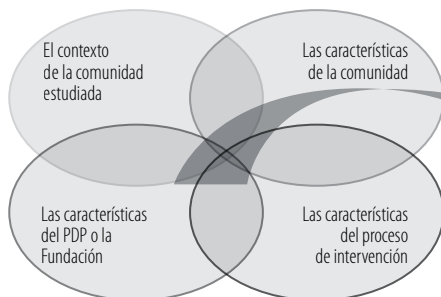 El contexto
de la comunidad
estudiada
Las características
de la comunidad
Las características
del PDP o la
Fundación
Las características
del proceso
de intervención